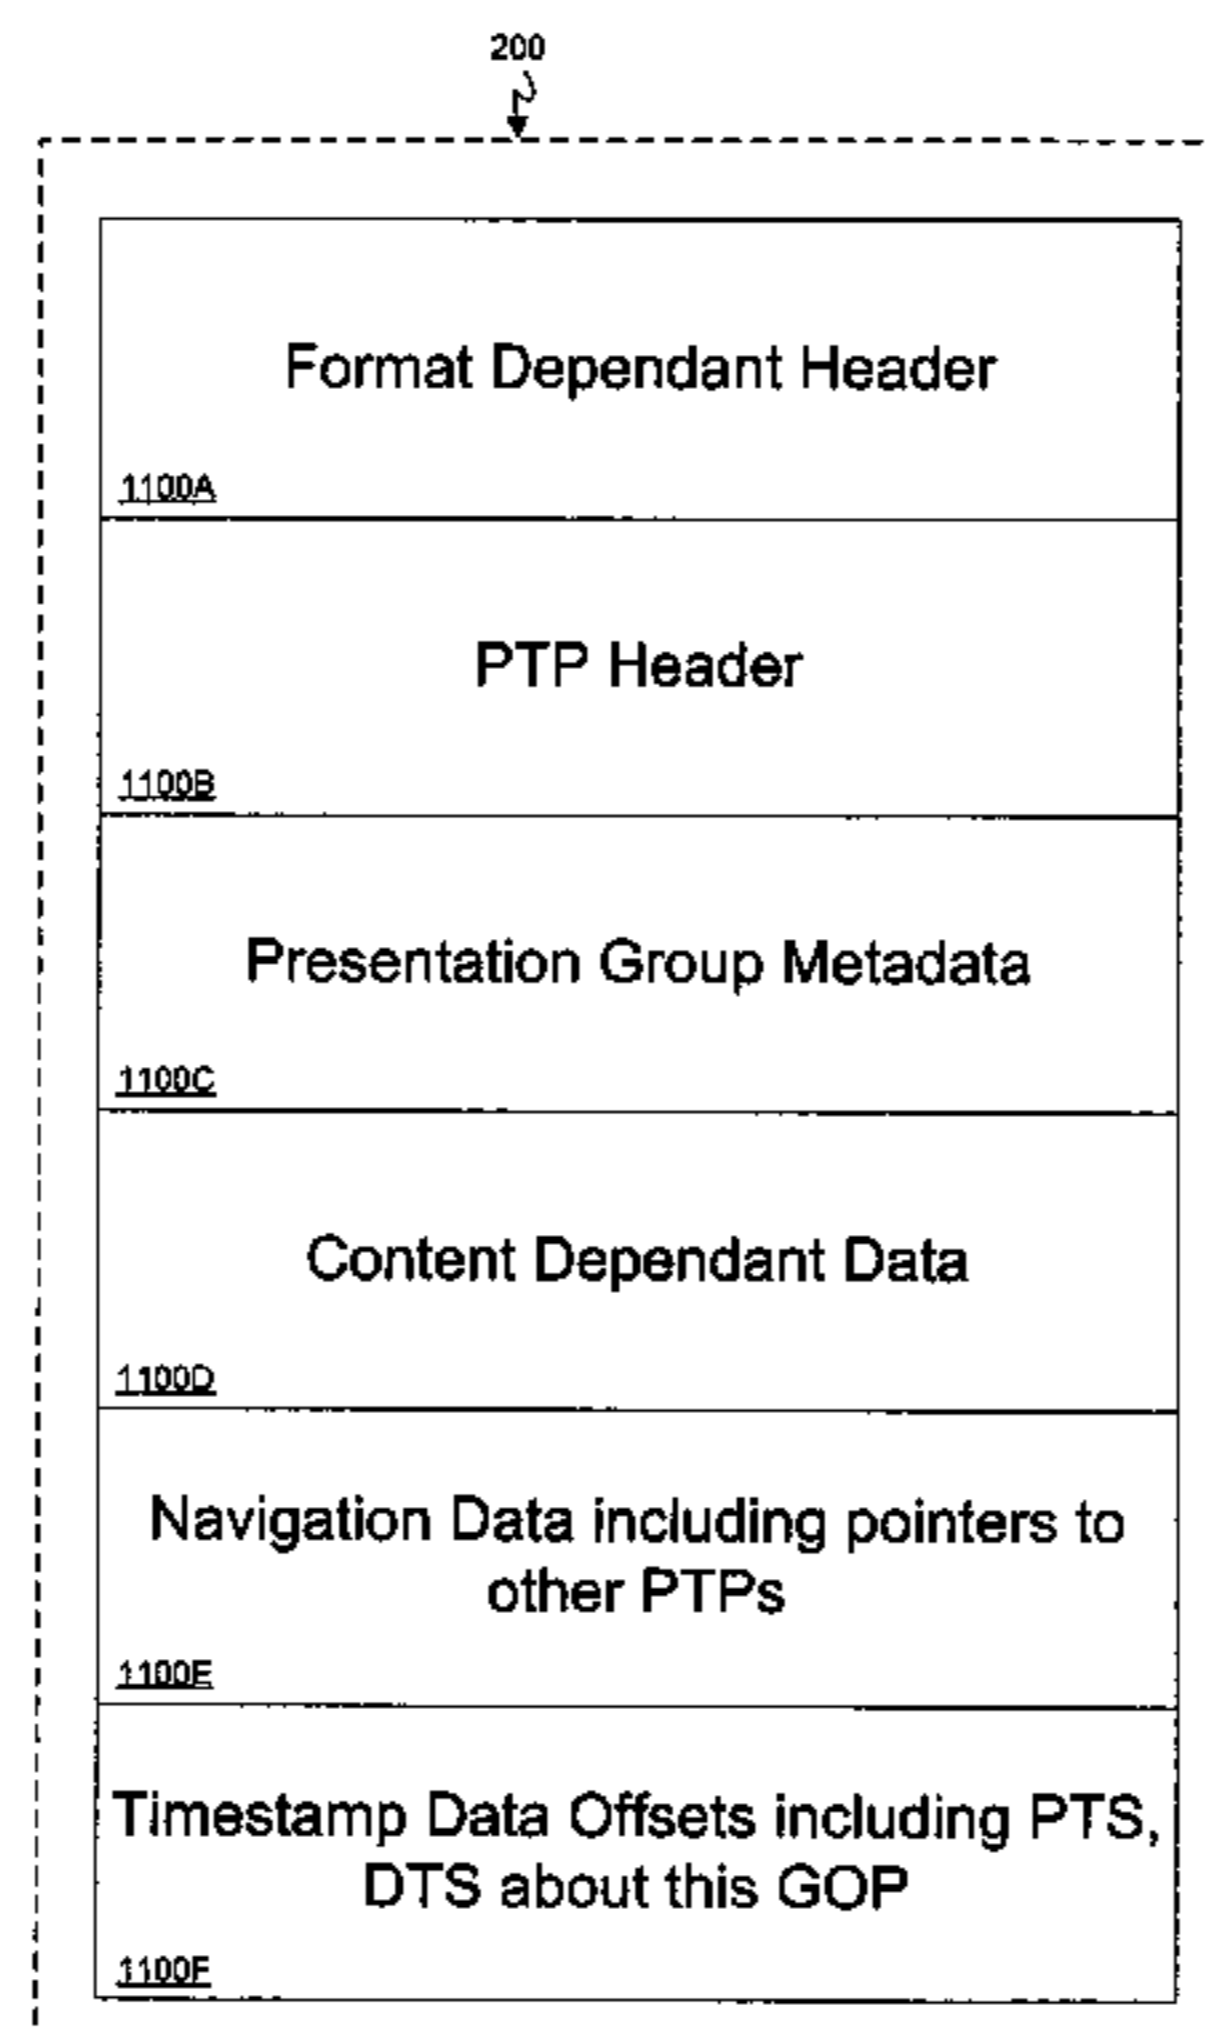 200
Format Dependant Header
1100A
PTP Header
1100B
Presentation Group Metadata
1100C
Content Dependant Data
1100D
Navigation Data including pointers to
other PTPs
1100E
Timestamp Data Offsets including PTS,
DTS about this GOP
1100F